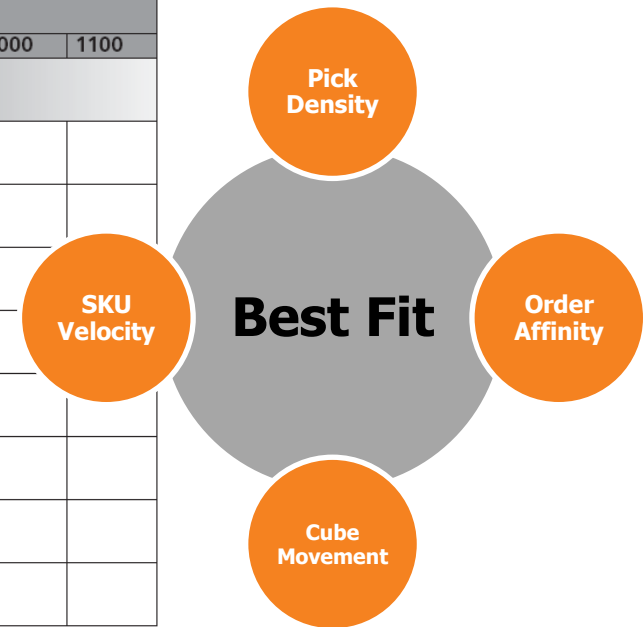 000 1100
Pick
Density
SKU
Velocity
Best Fit
Order
Affinity
Cube
Movement